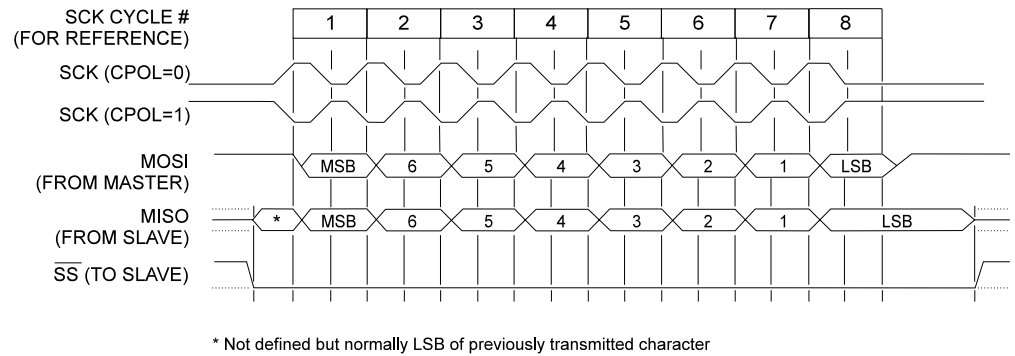 SCK CYCLE # 1 2 3 4 5 6 7 8
(FOR REFERENCE)
SCK (CPOL=0)
SCK (CPOL=1)
MOSI MSB 6 5 4 3 2 1 LSB
(FROM MASTER)
MISO * MSB 6 5 4 3 2 1 LSB
(FROM SLAVE)
SS (TO SLAVE)
* Not defined but normally LSB of previously transmitted character